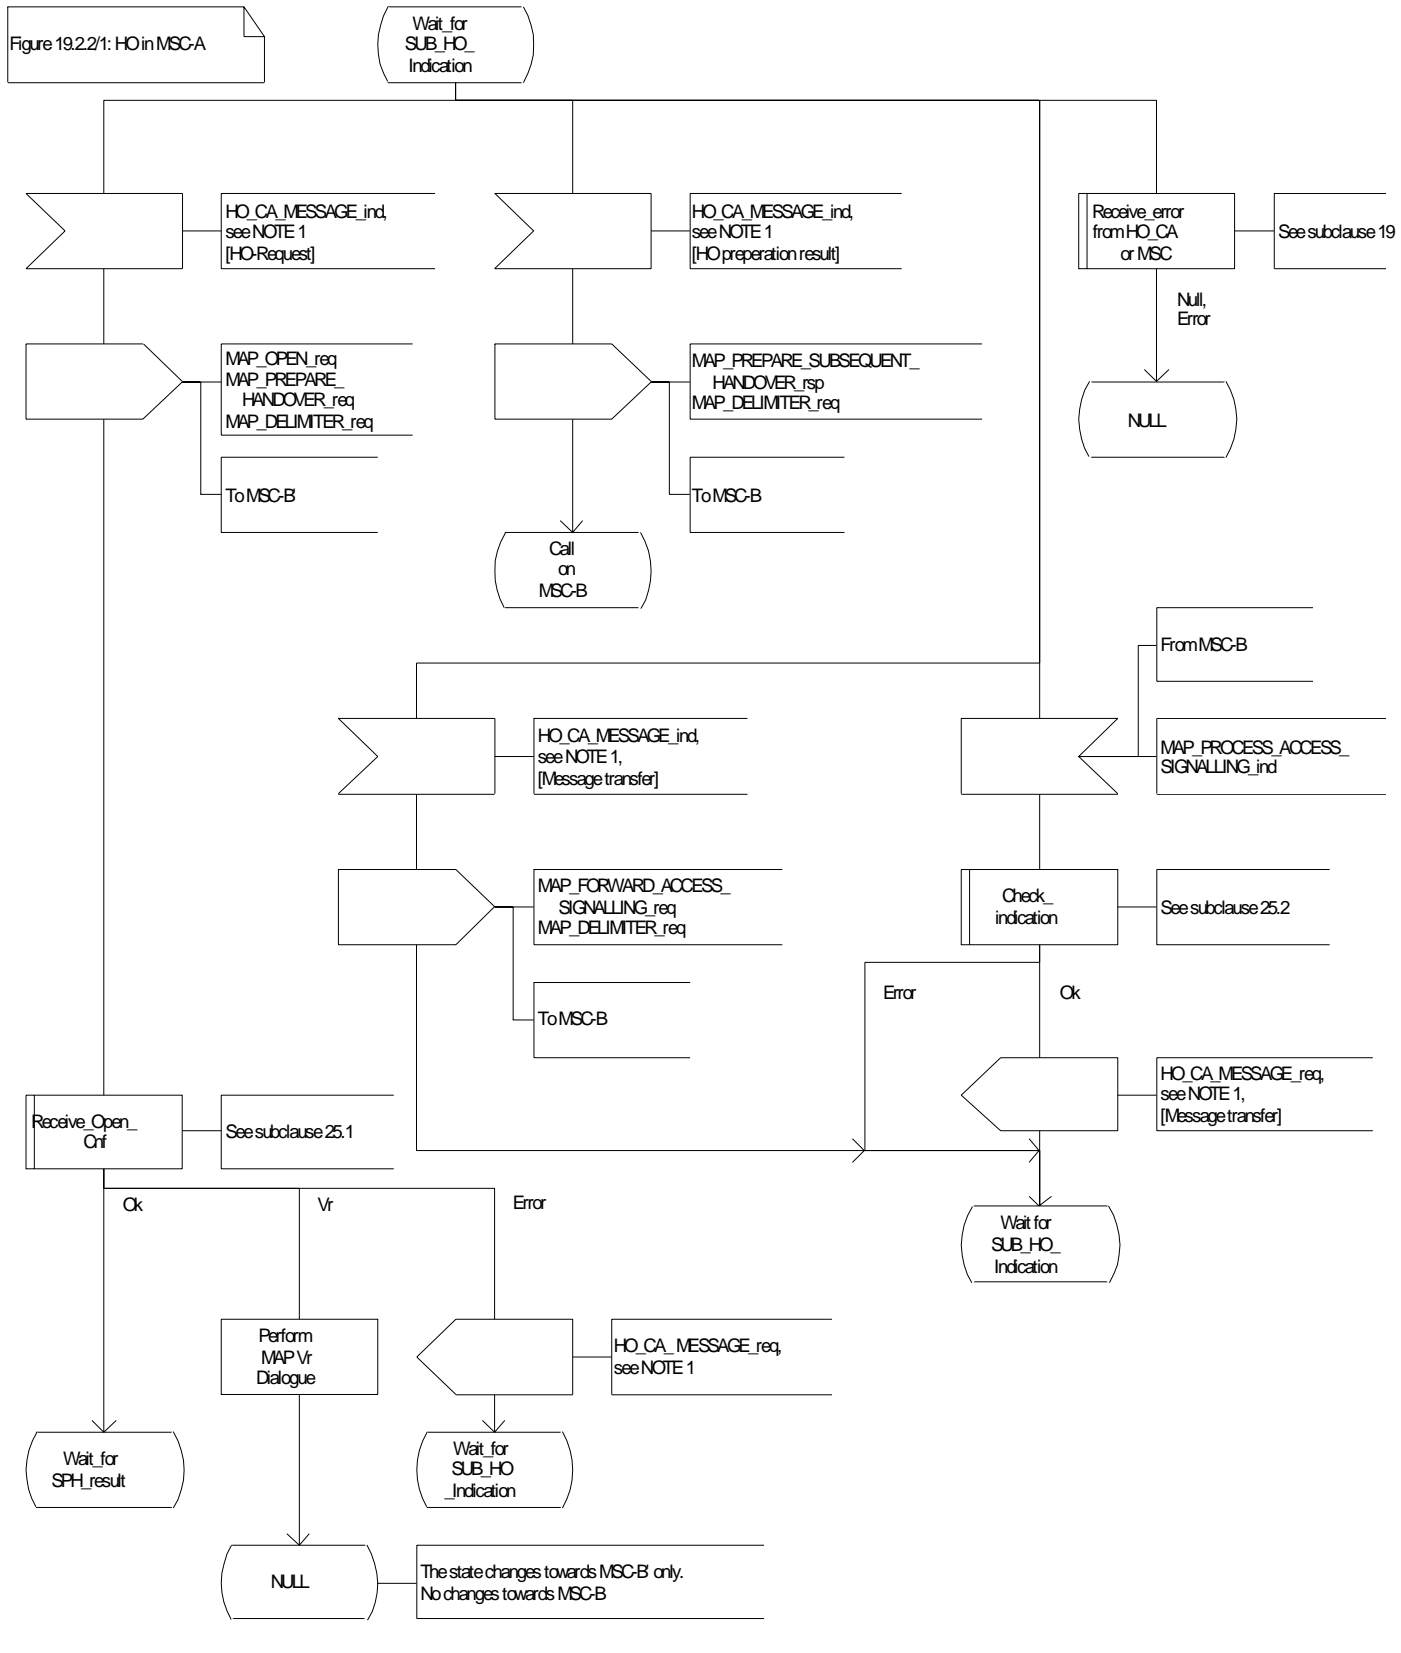 Figure 19.2.2/1: HO in MSC-A
Wait_for
SUB_HO_
Indication
HO_CA_MESSAGE_ind,
see NOTE 1
[HO-Request]
HO_CA_MESSAGE_ind,
see NOTE 1
[HO preperation result]
Receive_error
from HO_CA
or MSC
See subclause 19
Null,
Error
MAP_OPEN_req
MAP_PREPARE_
HANDOVER_req
MAP_DELIMITER_req
MAP_PREPARE_SUBSEQUENT_
HANDOVER_rsp
MAP_DELIMITER_req
NULL
To MSC-B'
To MSC-B
Call
on
MSC-B
From MSC-B
HO_CA_MESSAGE_ind,
see NOTE 1,
[Message transfer]
MAP_PROCESS_ACCESS_
SIGNALLING_ind
MAP_FORWARD_ACCESS_
SIGNALLING_req
MAP_DELIMITER_req
Check_
indication
See subclause 25.2
Error
Ok
To MSC-B
HO_CA_MESSAGE_req,
see NOTE 1,
[Message transfer]
Receive_Open_
Cnf
See subclause 25.1
Ok
Vr
Error
Wait for
SUB_HO_
Indication
Perform
MAP Vr
Dialogue
HO_CA_ MESSAGE_req,
see NOTE 1
Wait_for
SPH_result
Wait_for
SUB_HO
_Indication
NULL
The state changes towards MSC-B' only.
No changes towards MSC-B